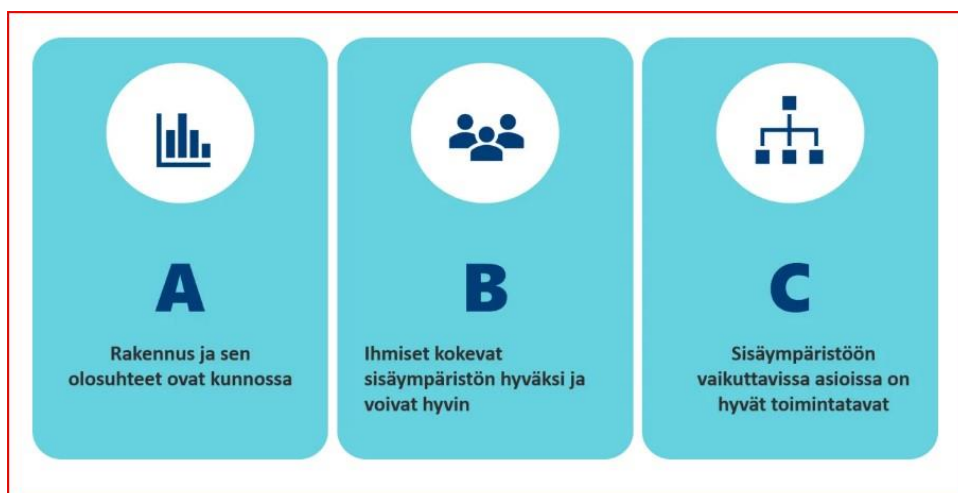 A
Rakennus ja sen
olosuhteet ovat kunnossa
B
Ihmiset kokevat
sisäympäristön hyväksi ja
voivat hyvin
C
Sisäympäristöön
vaikuttavissa asioissa on
hyvät toimintatavat